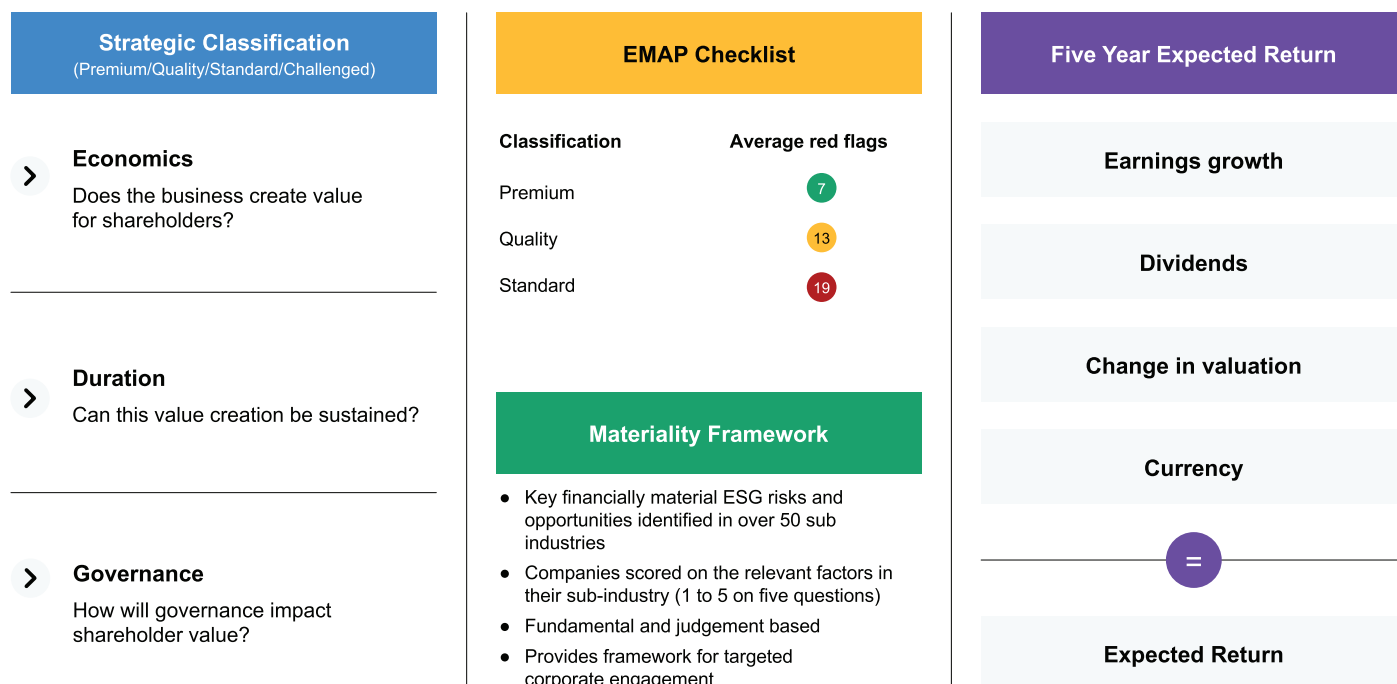 Strategic Classification
(Premium/Quality/Standard/Challenged)
Economics
Does the business create value
for shareholders?
Duration
Can this value creation be sustained?
Governance
How will governance impact
shareholder value?
EMAP Checklist
Classification Average red flags
Premium 7
Quality 13
Standard 19
Materiality Framework
● Key financially material ESG risks and
opportunities identified in over 50 sub
industries
● Companies scored on the relevant factors in
their sub-industry (1 to 5 on five questions)
● Fundamental and judgement based
● Provides framework for targeted
corporate engagement
Five Year Expected Return
Earnings growth
Dividends
Change in valuation
Currency
=
Expected Return